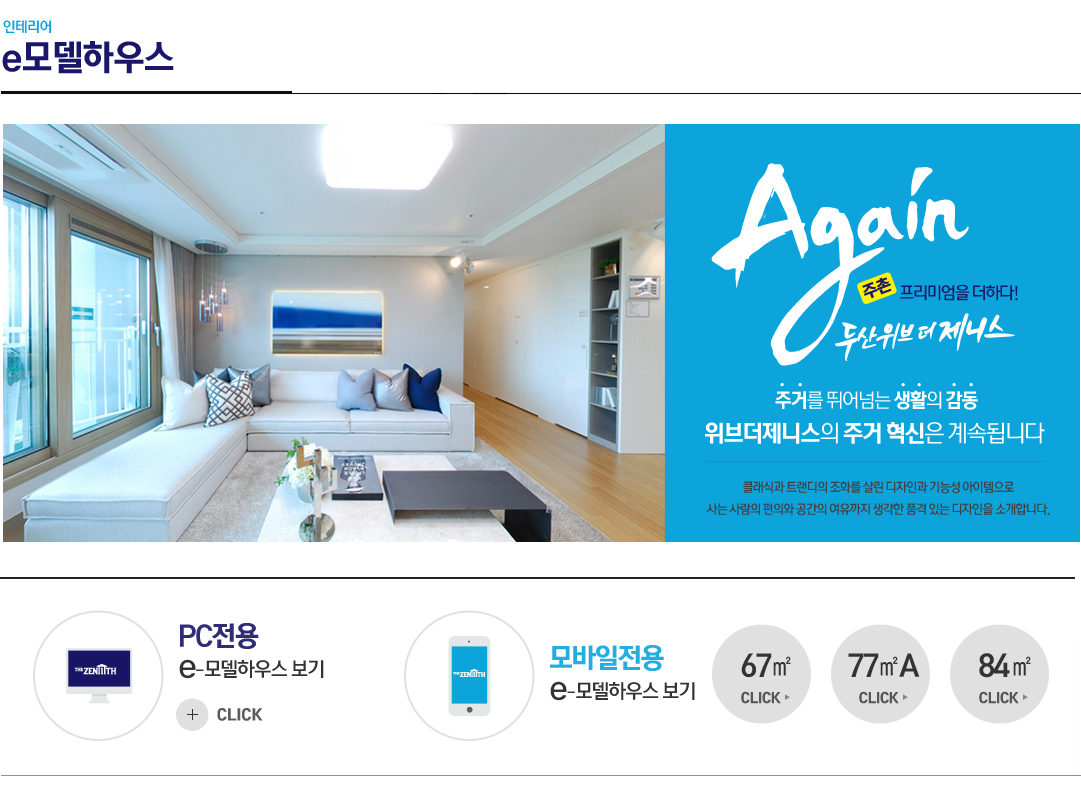 인테리어
e모델하우스
Again
주촌 프리미엄을 더하다!
두산위브더제니스
주거를 뛰어넘는 생활의 감동
위브더제니스의 주거 혁신은 계속됩니다
클래식과 트랜디의 조화를 살린 디자인과 기능성 아이템으로
사는 사람의 편의와 공간의 여유까지 생각한 품격 있는 디자인을 소개합니다.
THE ZENITH
PC전용
e-모델하우스 보기
+ CLICK
THE ZENITH
모바일전용
e-모델하우스 보기
67㎡
CLICK
77㎡A
CLICK
84㎡
CLICK